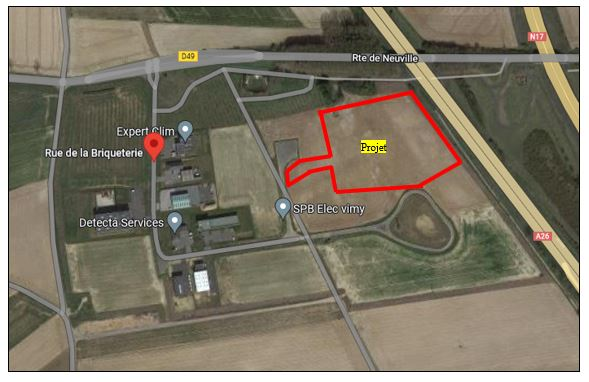 N17
D49
Rte de Neuville
Expert Clim
Rue de la Briqueterie
Projet
SPB Elec vimy
Detecta Services
A26